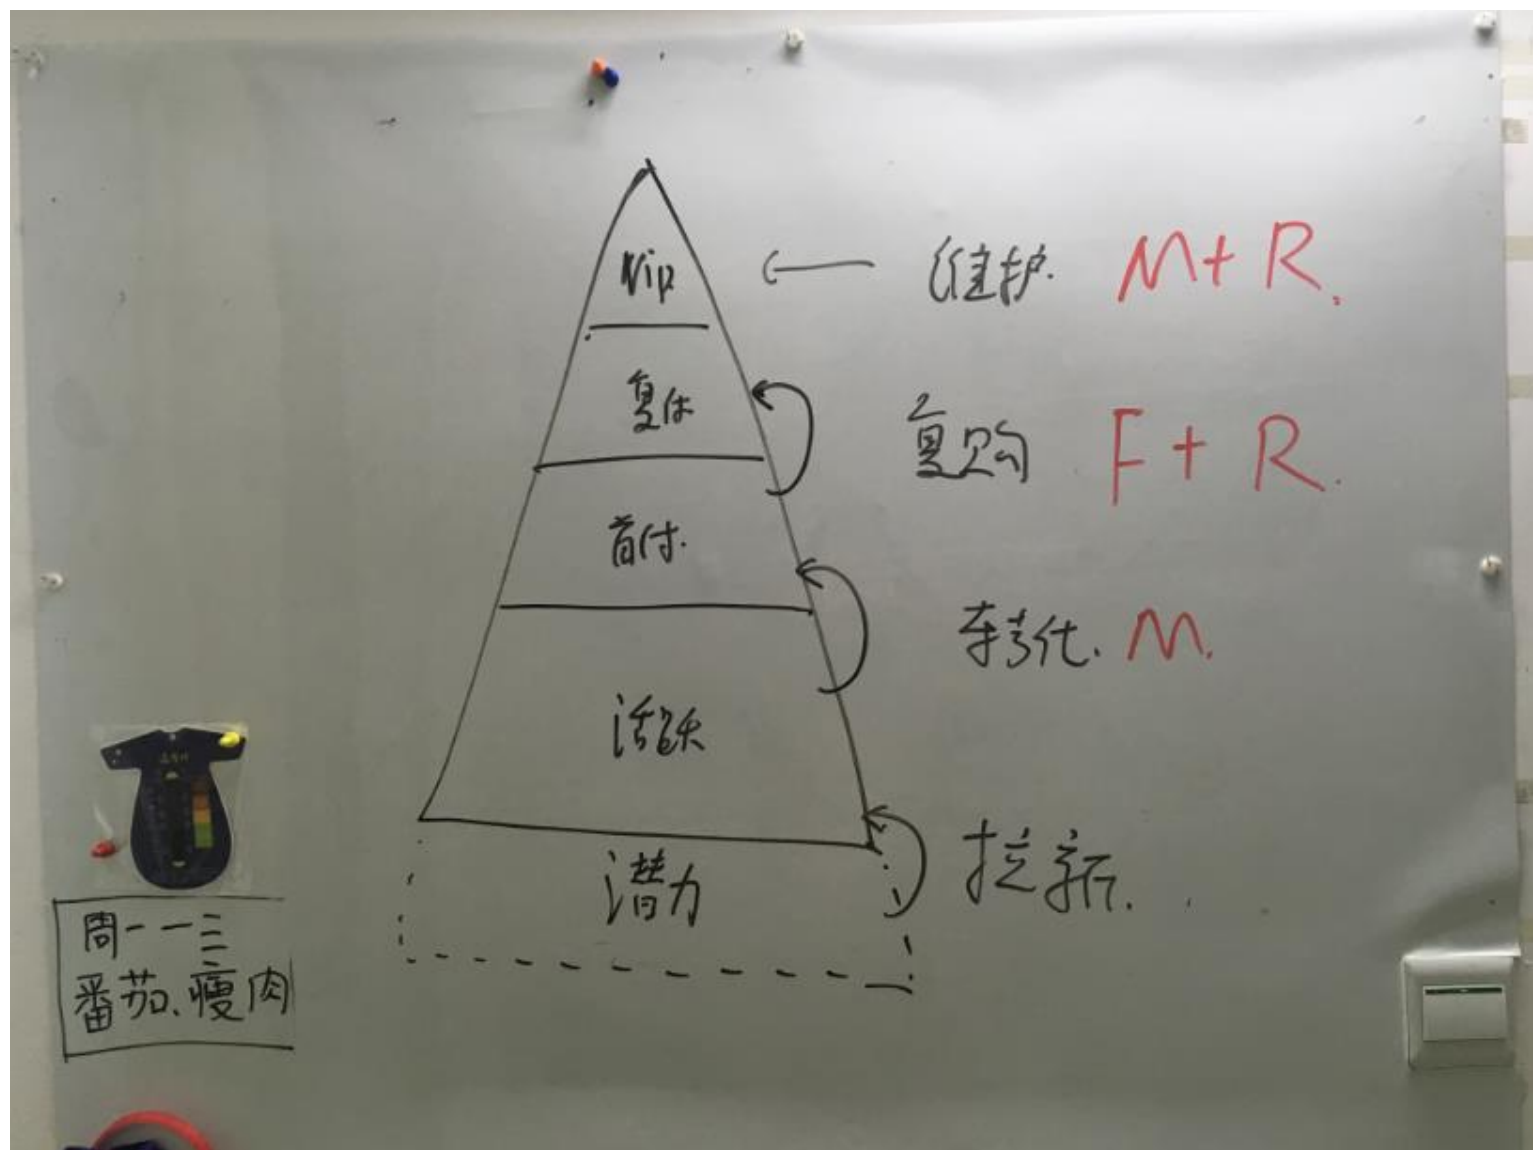 Vip
维护. M+R.
复付
复购 F+R.
首付.
转化. M.
活跃
拉新.
潜力
周一一三
番茄、瘦肉